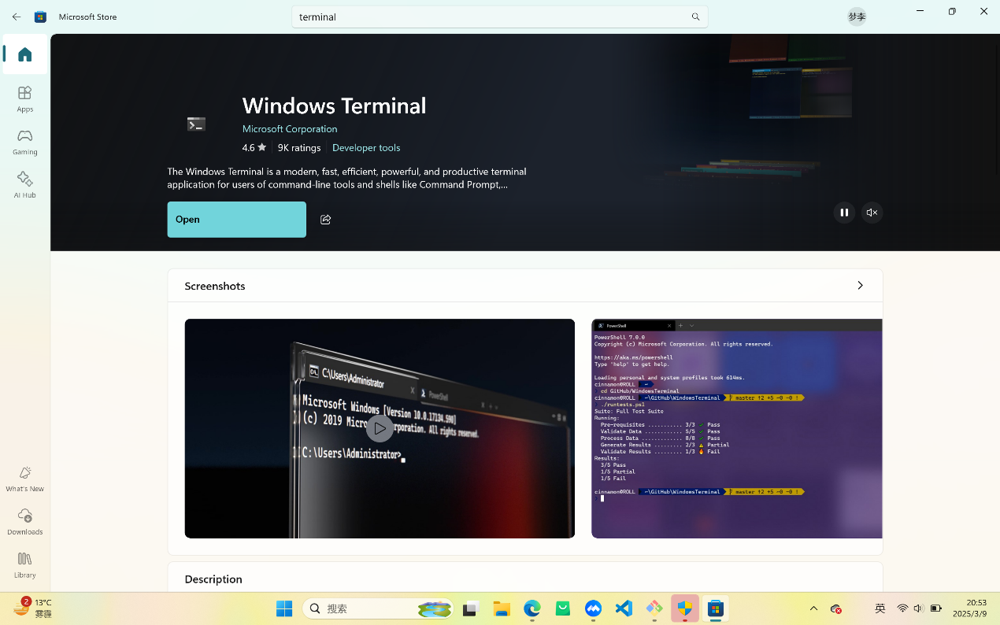 Microsoft Store
terminal
梦李
Apps
Gaming
AI Hub
What's New
Downloads
Library
Windows Terminal
Microsoft Corporation
4.6 ★ 9K ratings Developer tools
The Windows Terminal is a modern, fast, efficient, powerful, and productive terminal
application for users of command-line tools and shells like Command Prompt,...
Open
Screenshots
C:\Users\Administrator
PowerShell
Microsoft Windows [Version 10.0.17134.590]
(c) 2019 Micro rporation. All rights reserved.
C:\Users\Administrator>
PowerShell
PowerShell 7.0.0
Copyright (c) Microsoft Corporation. All rights reserved.
https://aka.ms/powershell
Type 'help' to get help.
Loading personal and system profiles took 614ms.
cinnamon@ROLL ~
cd GitHub/WindowsTerminal
cinnamon@ROLL ~\GitHub\WindowsTerminal master ↑2 +5 ~0 -0 !
./runtests.ps1
Suite: Full Test Suite
Running:
Pre-requisites ........... 3/3 Pass
Validate Data ............ 5/5 Pass
Process Data ............. 8/8 Pass
Generate Results ......... 2/3 Partial
Validate Results ......... 1/3 Fail
Results:
3/5 Pass
1/5 Partial
1/5 Fail
cinnamon@ROLL ~\GitHub\WindowsTerminal master ↑2 +5 ~0 -0 !
Description
2
13°C
雾霾
搜索
英
20:53
2025/3/9